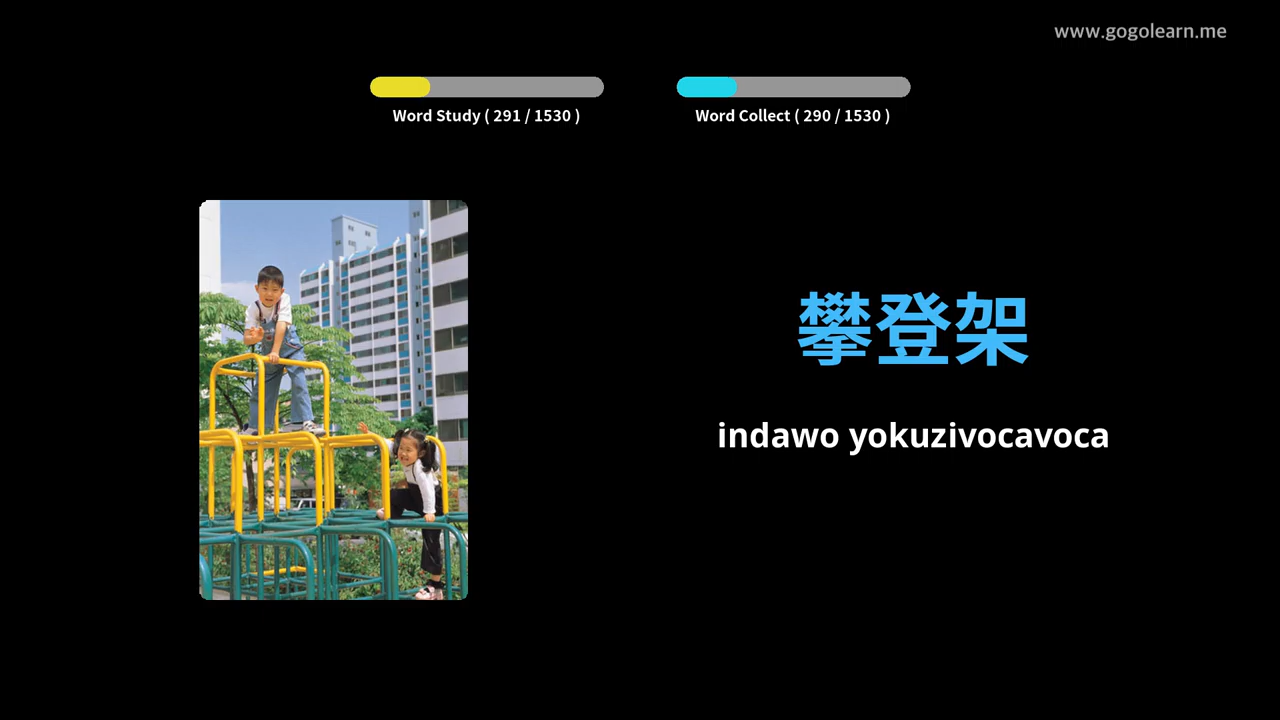 www.gogolearn.me
Word Study ( 291 / 1530 )
Word Collect ( 290 / 1530 )
攀登架
indawo yokuzivocavoca